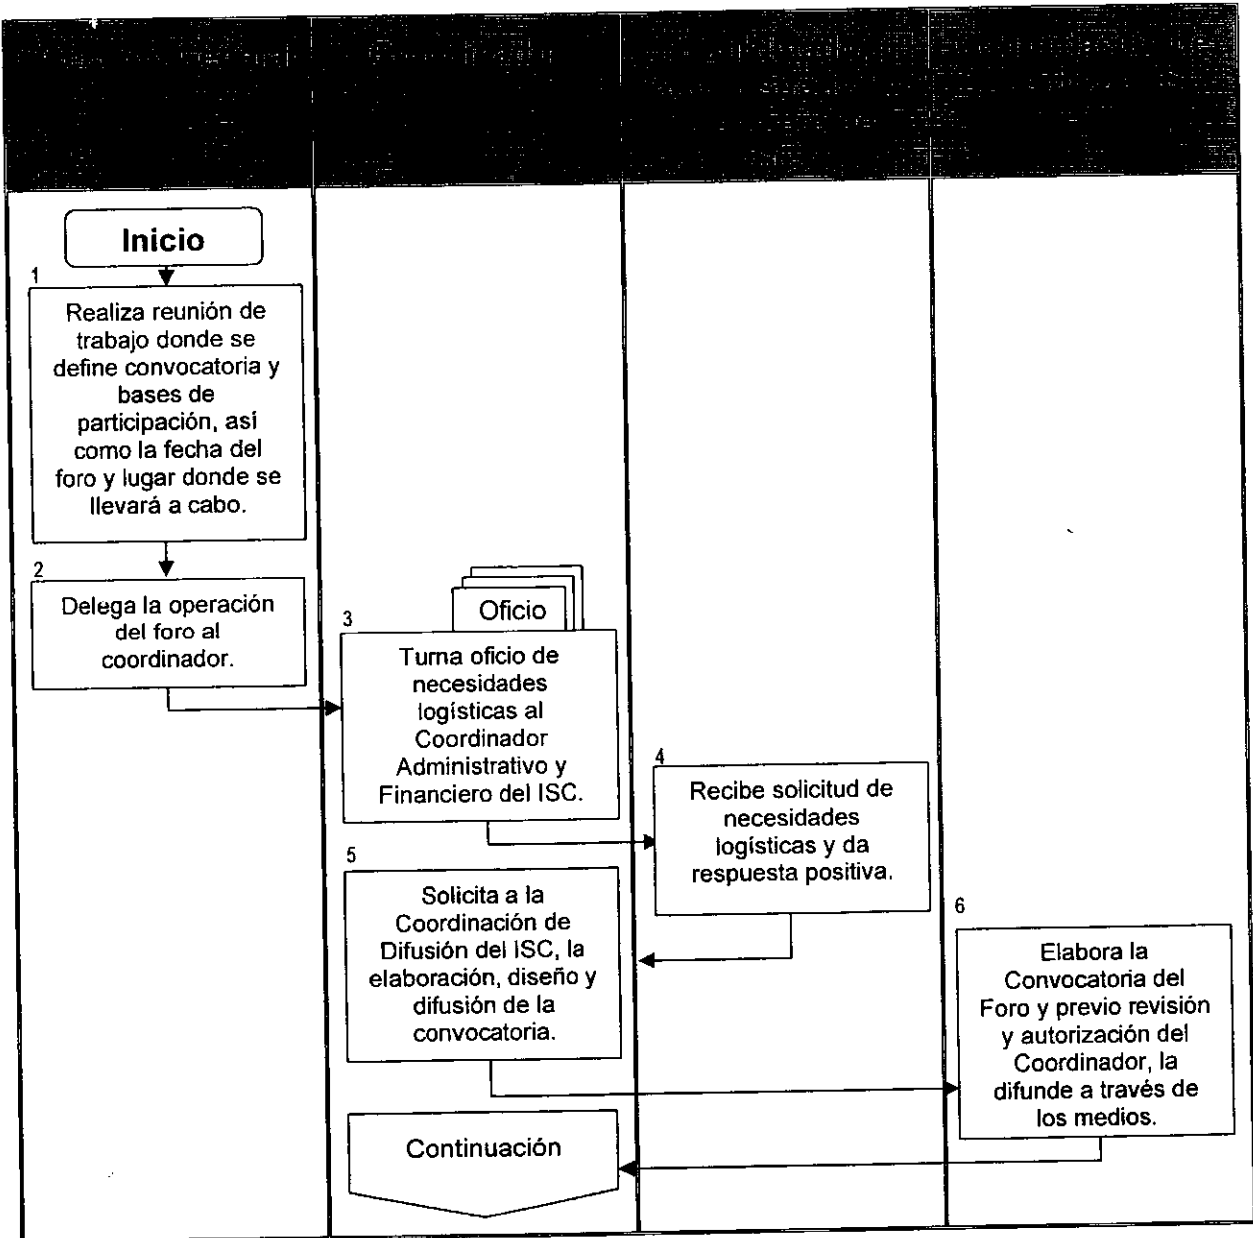 Inicio
1
Realiza reunión de
trabajo donde se
define convocatoria y
bases de
participación, así
como la fecha del
foro y lugar donde se
llevará a cabo.
2
Delega la operación
del foro al
coordinador.
Oficio
3
Turna oficio de
necesidades
logísticas al
Coordinador
Administrativo y
Financiero del ISC.
4
Recibe solicitud de
necesidades
logísticas y da
respuesta positiva.
5
Solicita a la
Coordinación de
Difusión del ISC, la
elaboración, diseño y
difusión de la
convocatoria.
6
Elabora la
Convocatoria del
Foro y previo revisión
y autorización del
Coordinador, la
difunde a través de
los medios.
Continuación